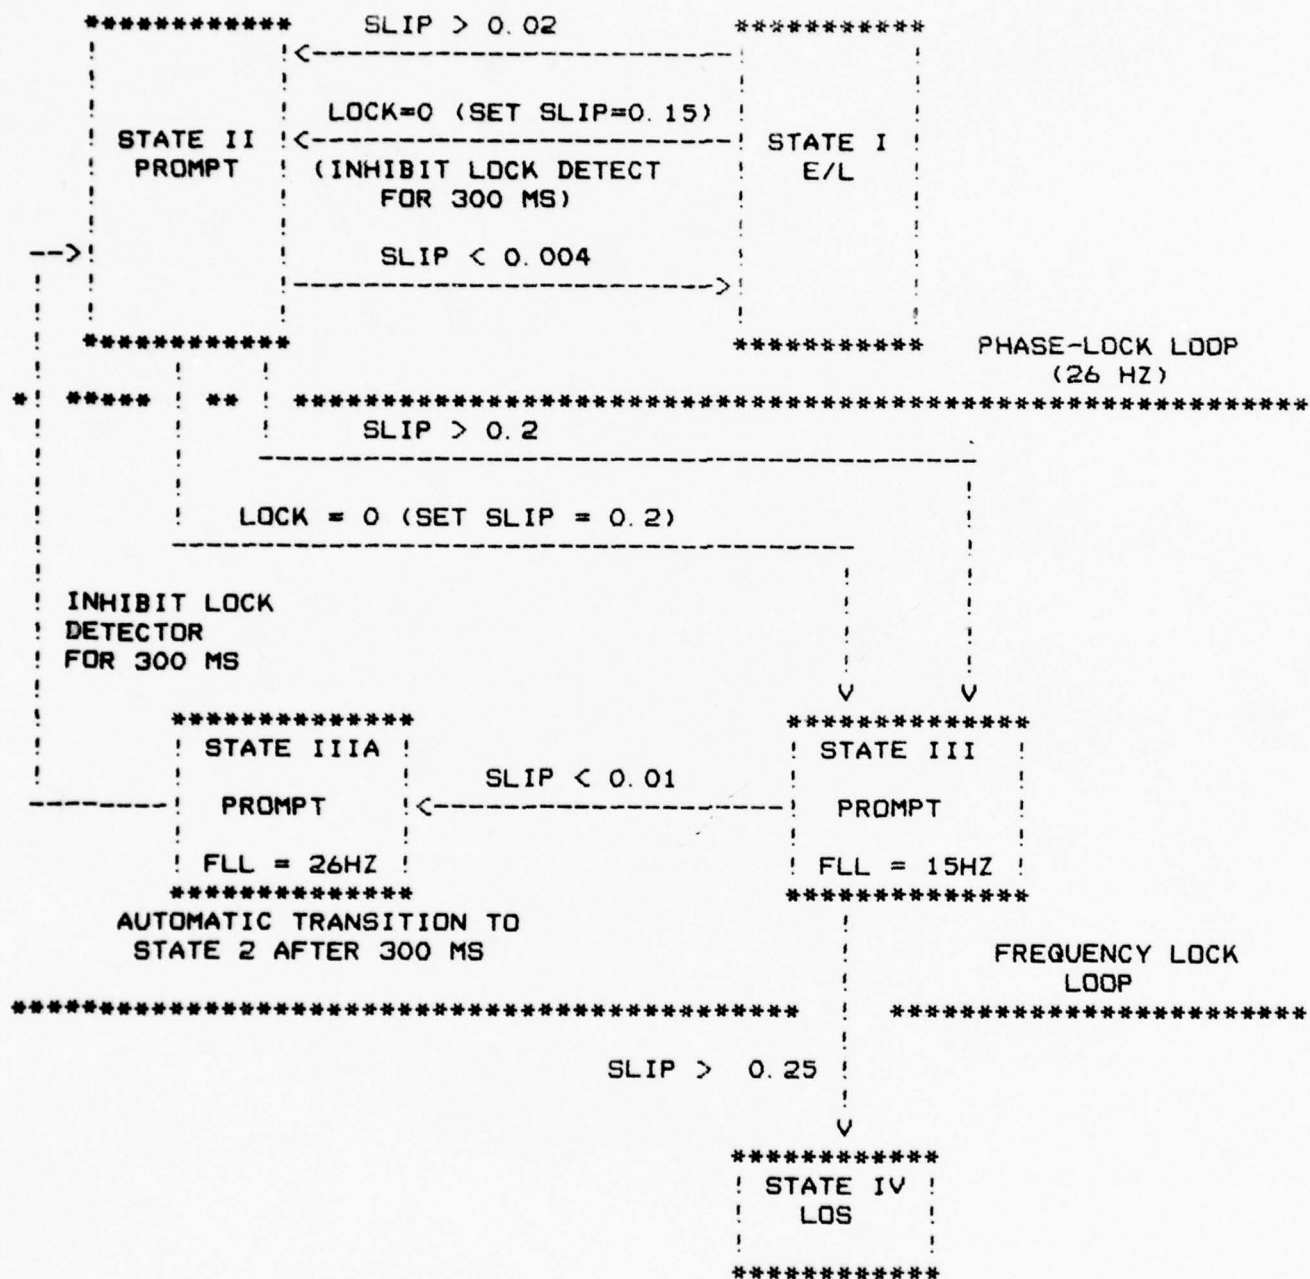 SLIP > 0.02
LOCK=0 (SET SLIP=0.15)
STATE II
PROMPT
(INHIBIT LOCK DETECT
FOR 300 MS)
STATE I
E/L
SLIP < 0.004
PHASE-LOCK LOOP
(26 HZ)
SLIP > 0.2
LOCK = 0 (SET SLIP = 0.2)
INHIBIT LOCK
DETECTOR
FOR 300 MS
STATE IIIA
PROMPT
FLL = 26HZ
SLIP < 0.01
STATE III
PROMPT
FLL = 15HZ
AUTOMATIC TRANSITION TO
STATE 2 AFTER 300 MS
FREQUENCY LOCK
LOOP
SLIP > 0.25
STATE IV
LOS